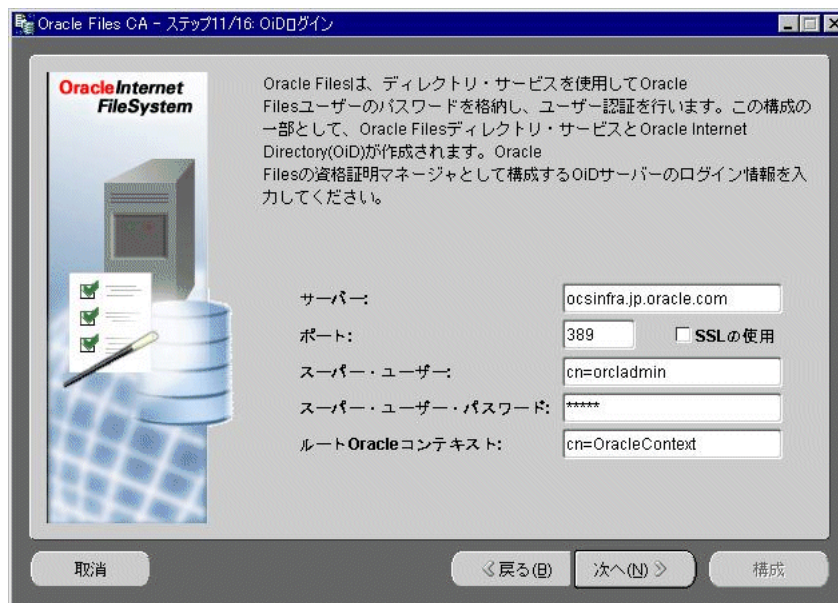 Oracle Files CA - ステップ11/16: OiDログイン
OracleInternet
FileSystem
Oracle Filesは、ディレクトリ・サービスを使用してOracle
Filesユーザーのパスワードを格納し、ユーザー認証を行います。この構成の
一部として、Oracle Filesディレクトリ・サービスとOracle Internet
Directory(OiD)が作成されます。Oracle
Filesの資格証明マネージャとして構成するOiDサーバーのログイン情報を入
力してください。
サーバー: ocsinfra.jp.oracle.com
ポート: 389 SSLの使用
スーパー・ユーザー: cn=orcladmin
スーパー・ユーザー・パスワード: *****
ルートOracleコンテキスト: cn=OracleContext
取消 戻る(B) 次へ(N) 構成